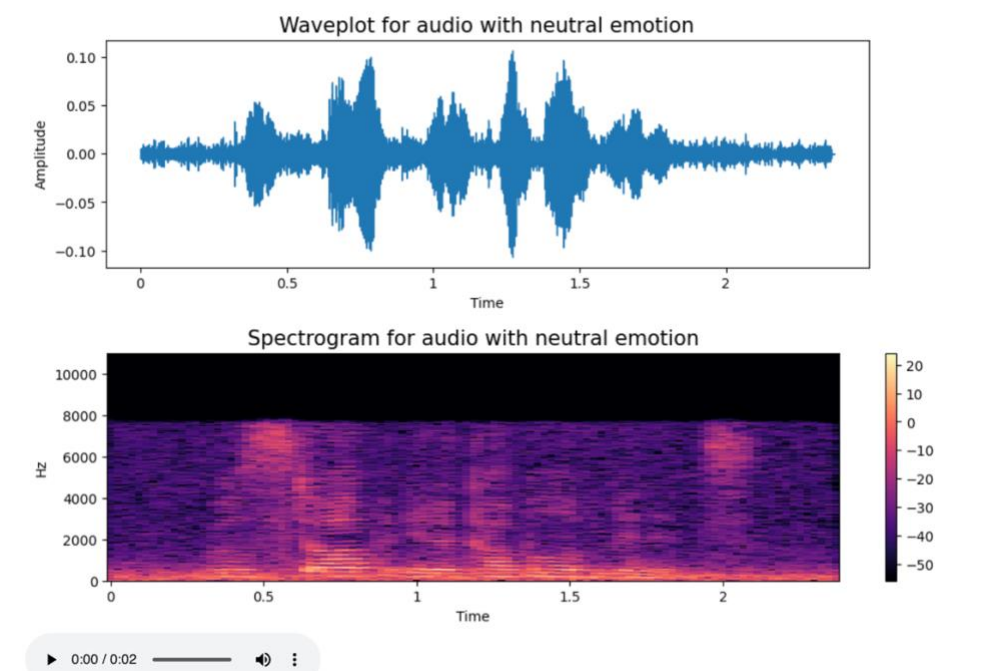 Waveplot for audio with neutral emotion
0.10
0.05
0.00
−0.05
−0.10
Amplitude
0 0.5 1 1.5 2
Time
Spectrogram for audio with neutral emotion
10000
8000
6000
4000
2000
0
Hz
0 0.5 1 1.5 2
Time
20
10
0
−10
−20
−30
−40
−50
0:00 / 0:02